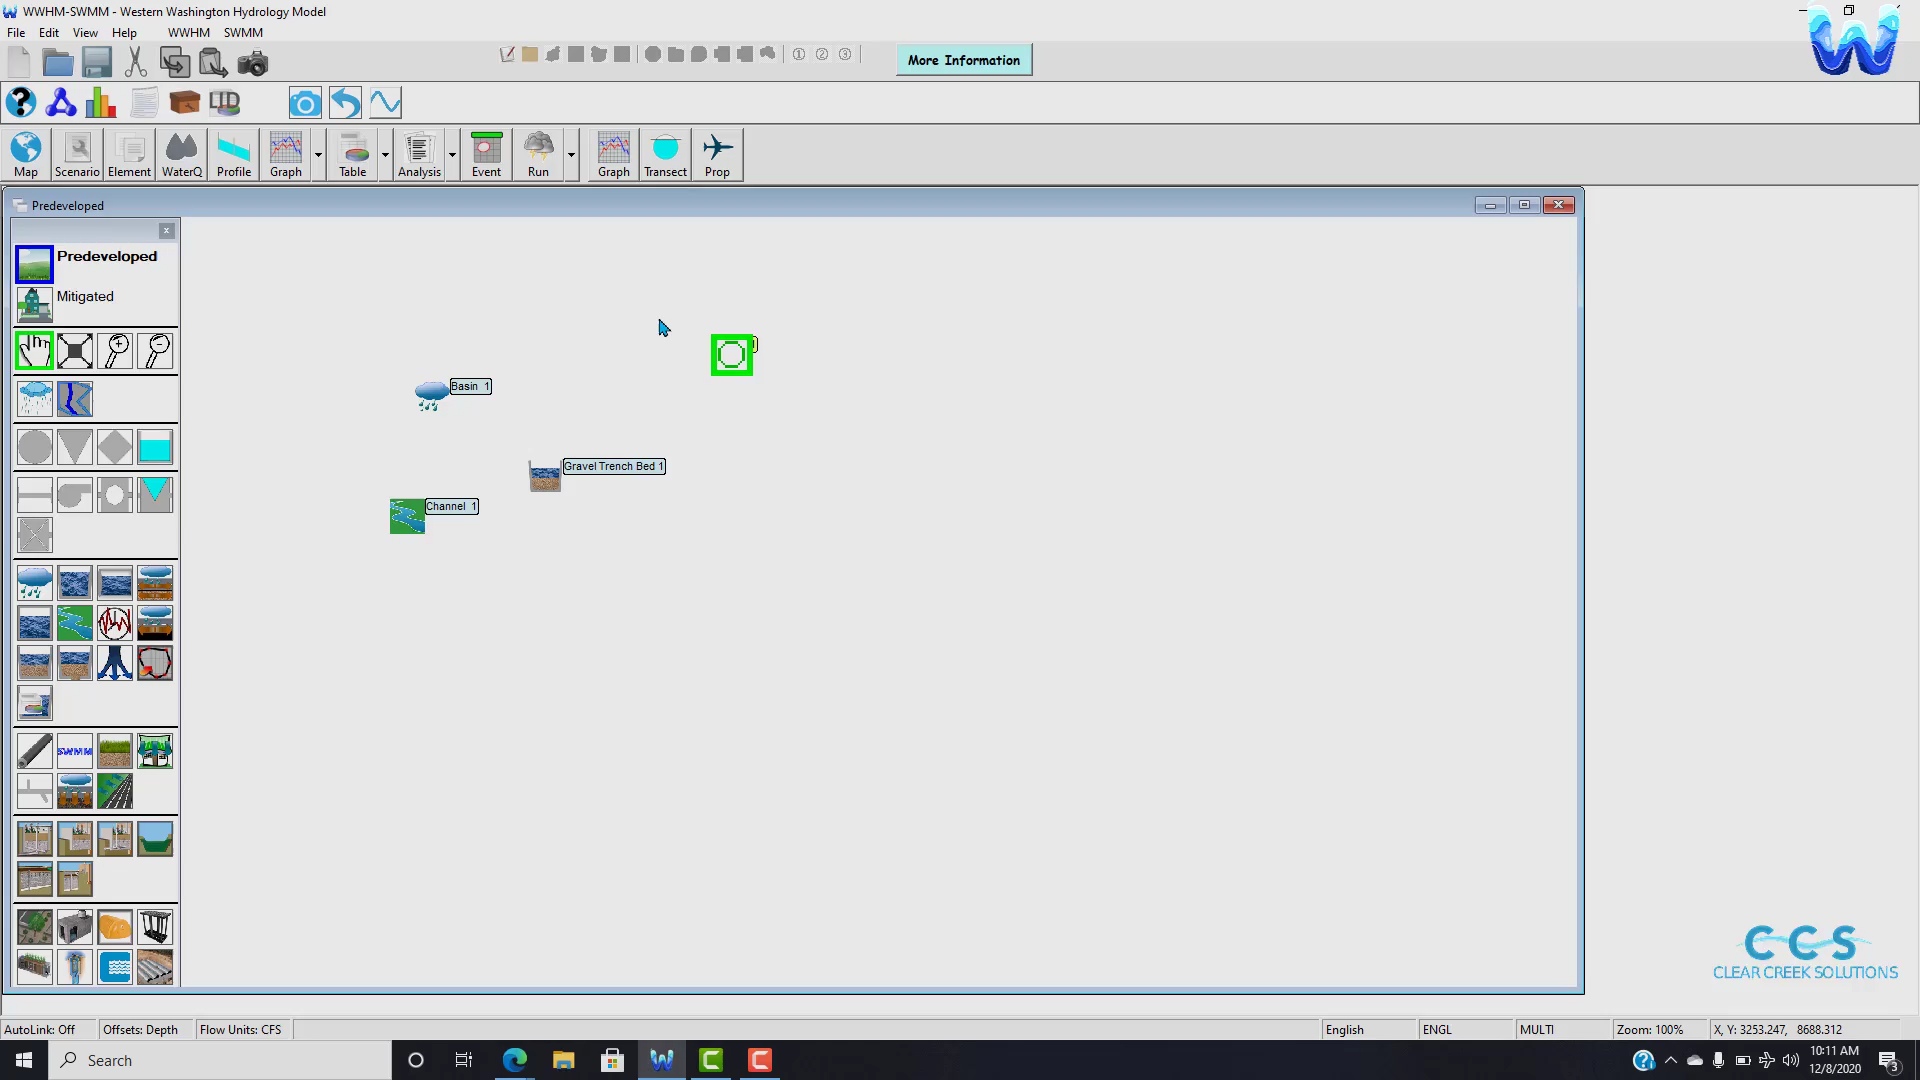 WWHM-SWMM - Western Washington Hydrology Model
File Edit View Help WWHM SWMM
More Information
Map Scenario Element WaterQ Profile Graph Table Analysis Event Run Graph Transect Prop
Predeveloped
Predeveloped
Mitigated
Basin 1
Gravel Trench Bed 1
Channel 1
SWMM
CCS
CLEAR CREEK SOLUTIONS
AutoLink: Off Offsets: Depth Flow Units: CFS English ENGL MULTI Zoom: 100% X, Y: 3253.247, 8688.312
Search
10:11 AM
12/8/2020
3